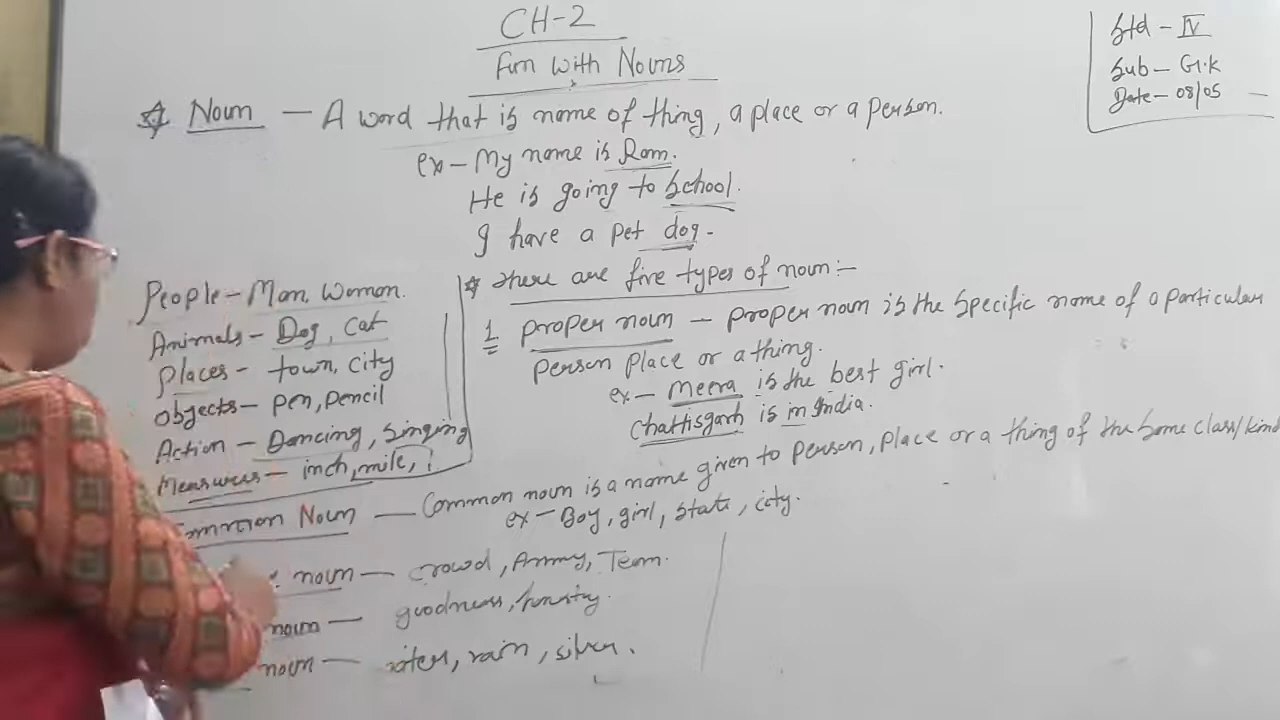 CH-2
Fun with Nouns
Std - IV
Sub - G.K
Date - 08/05
Noun - A word that is name of thing, a place or a person.
ex - My name is Ram.
He is going to School.
I have a pet dog.
People - Man, Woman.
Animals - Dog, Cat
Places - town, city
Objects - pen, pencil
Action - Dancing, Singing
Measures - inch, mile,
There are five types of noun:-
1 Proper noun - Proper noun is the specific name of a particular
person place or a thing.
ex - Meera is the best girl.
Chattisgarh is in India.
Common Noun - Common noun is a name given to person, place or a thing of the same class/kind
ex - Boy, girl, state, city.
noun - crowd, Army, Team.
noun - goodness,
noun - rain, silver.